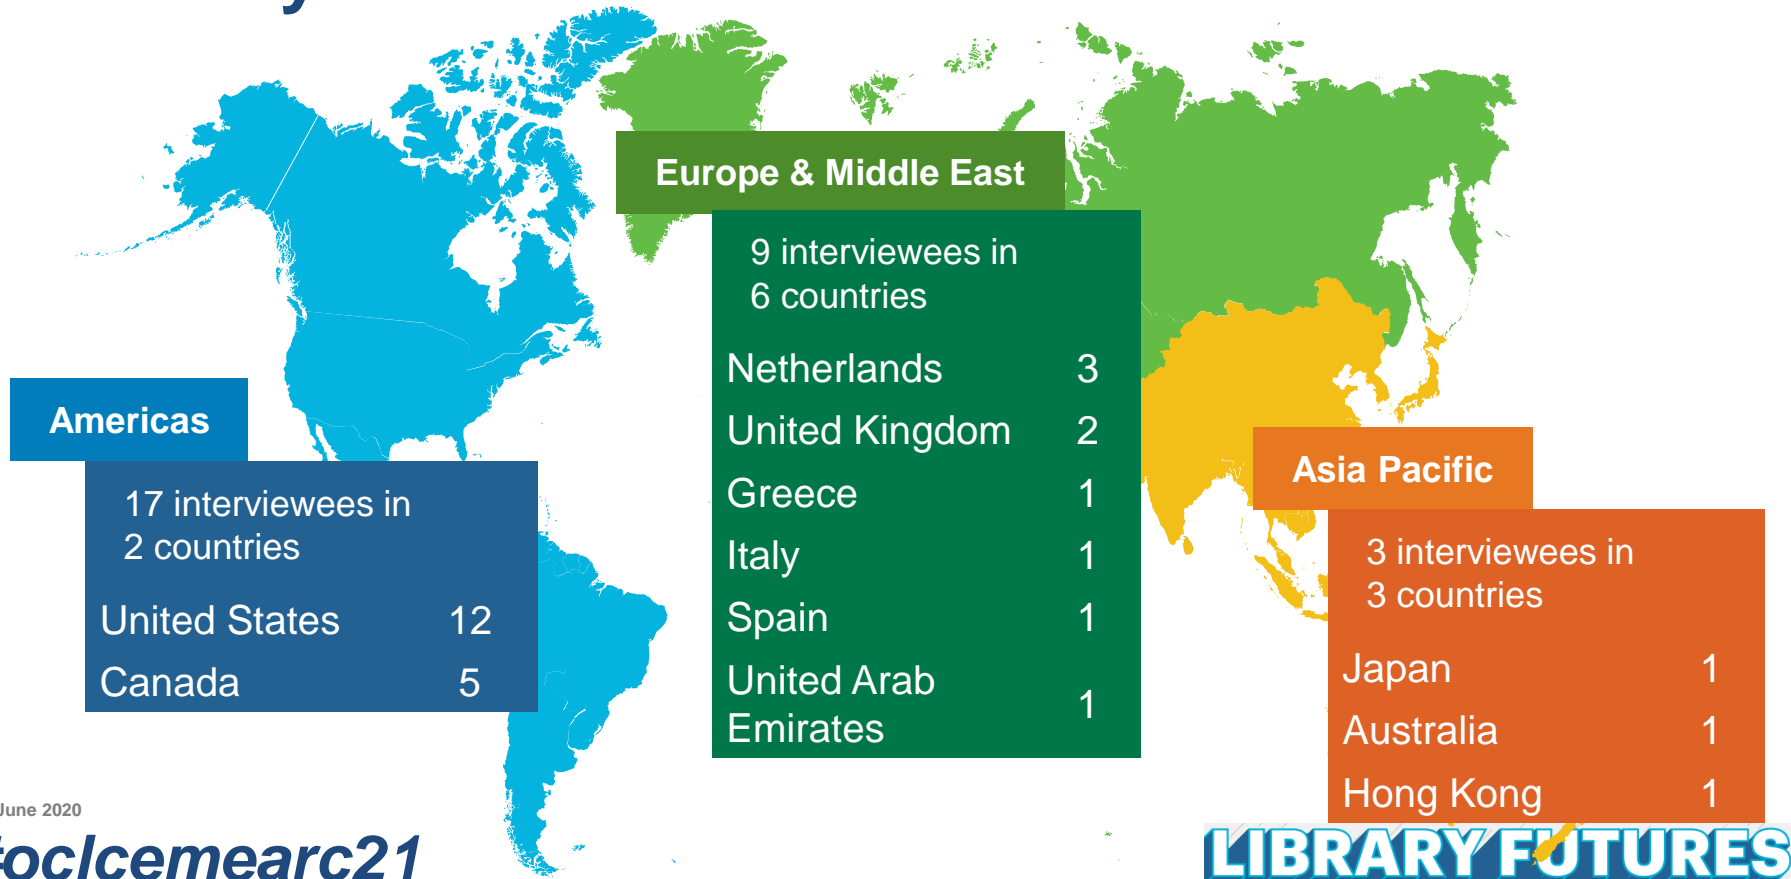 Europe & Middle East
9 interviewees in
6 countries
Netherlands 3
United Kingdom 2
Greece 1
Italy 1
Spain 1
United Arab
Emirates 1
Americas
17 interviewees in
2 countries
United States 12
Canada 5
Asia Pacific
3 interviewees in
3 countries
Japan 1
Australia 1
Hong Kong 1
June 2020
#oclcemearc21
LIBRARY FUTURES